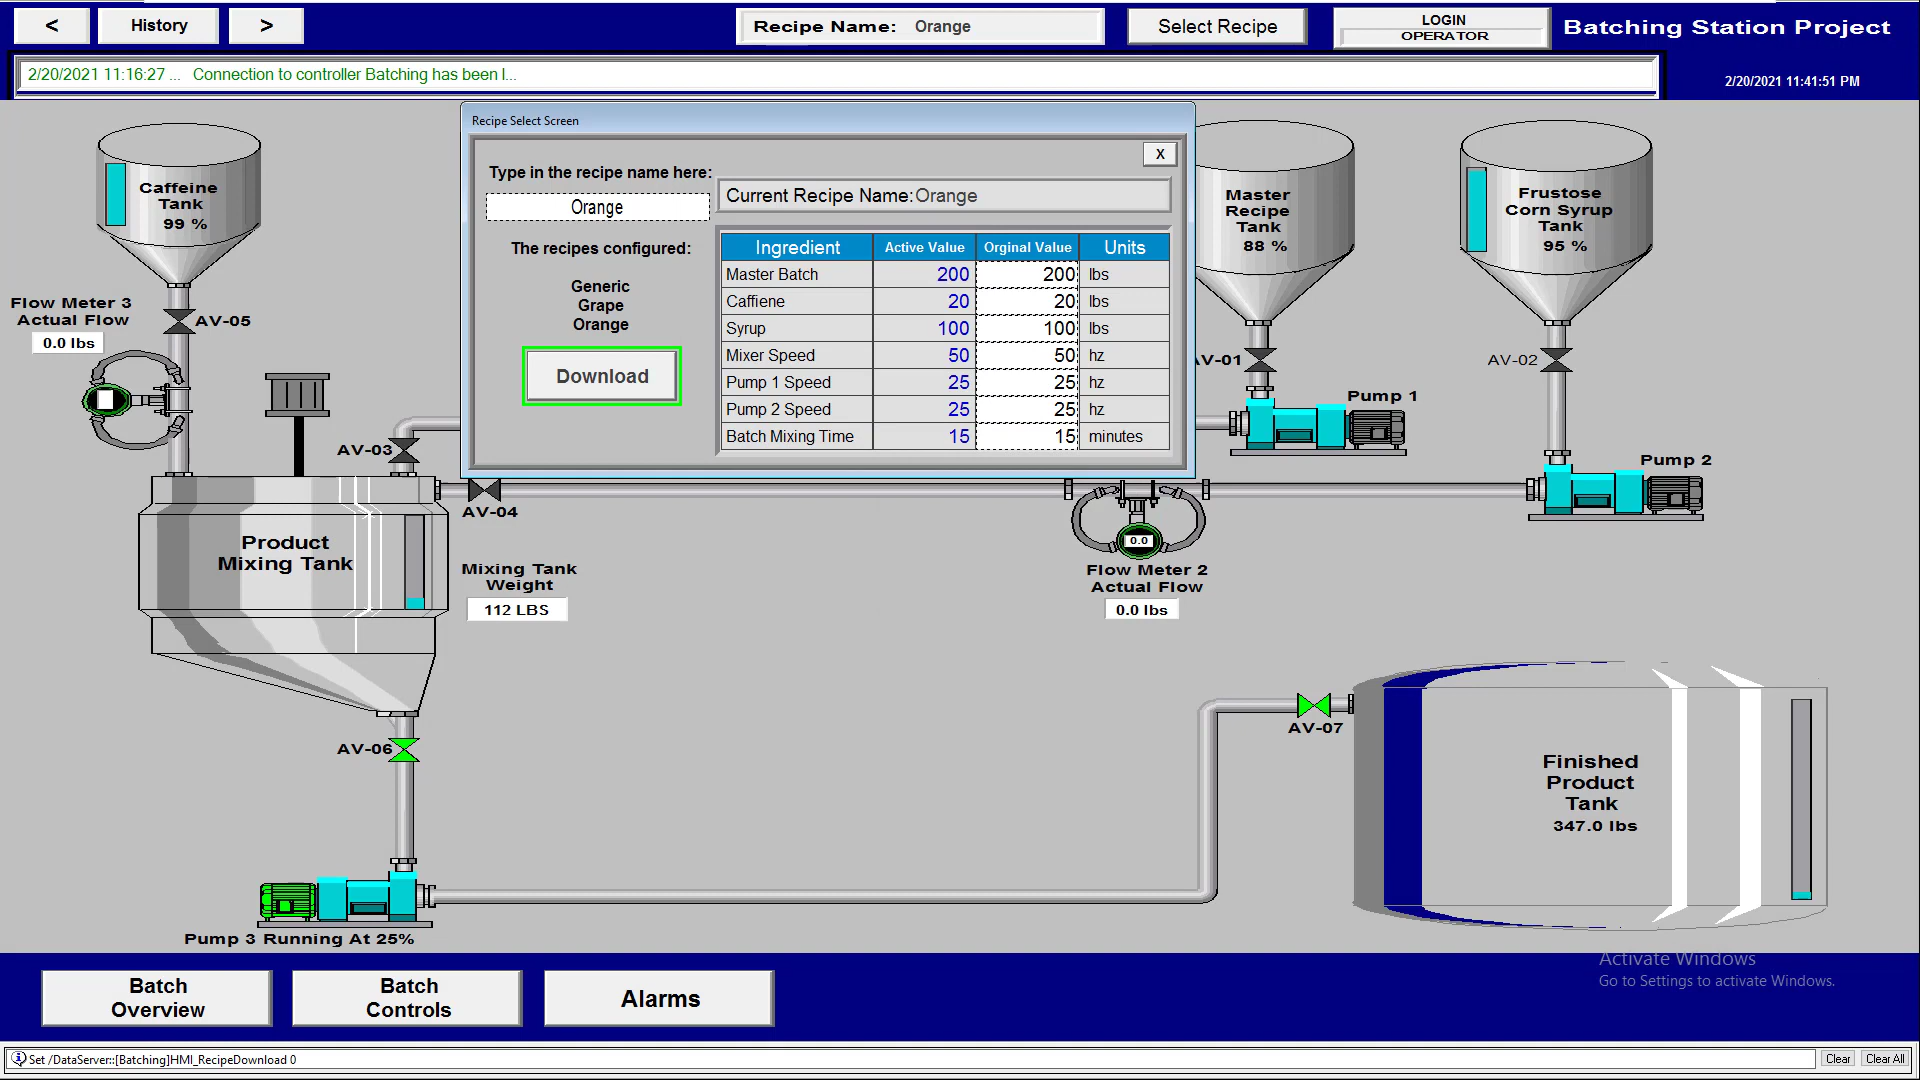 <
History
>
Recipe Name: Orange
Select Recipe
LOGIN
OPERATOR
Batching Station Project
2/20/2021 11:16:27 ... Connection to controller Batching has been l...
2/20/2021 11:41:51 PM
Recipe Select Screen
X
Type in the recipe name here:
Orange
Current Recipe Name:Orange
The recipes configured:
Generic
Grape
Orange
Download
Ingredient Active Value Orginal Value Units
Master Batch 200 200 lbs
Caffiene 20 20 lbs
Syrup 100 100 lbs
Mixer Speed 50 50 hz
Pump 1 Speed 25 25 hz
Pump 2 Speed 25 25 hz
Batch Mixing Time 15 15 minutes
Caffeine
Tank
99 %
Master
Recipe
Tank
88 %
Frustose
Corn Syrup
Tank
95 %
Flow Meter 3
Actual Flow
0.0 lbs
AV-05
AV-03
AV-01
AV-02
Pump 1
Pump 2
AV-04
Product
Mixing Tank
Mixing Tank
Weight
112 LBS
0.0
Flow Meter 2
Actual Flow
0.0 lbs
AV-06
AV-07
Finished
Product
Tank
347.0 lbs
Pump 3 Running At 25%
Activate Windows
Go to Settings to activate Windows.
Batch
Overview
Batch
Controls
Alarms
Set /DataServer::[Batching]HMI_RecipeDownload 0
Clear
Clear All